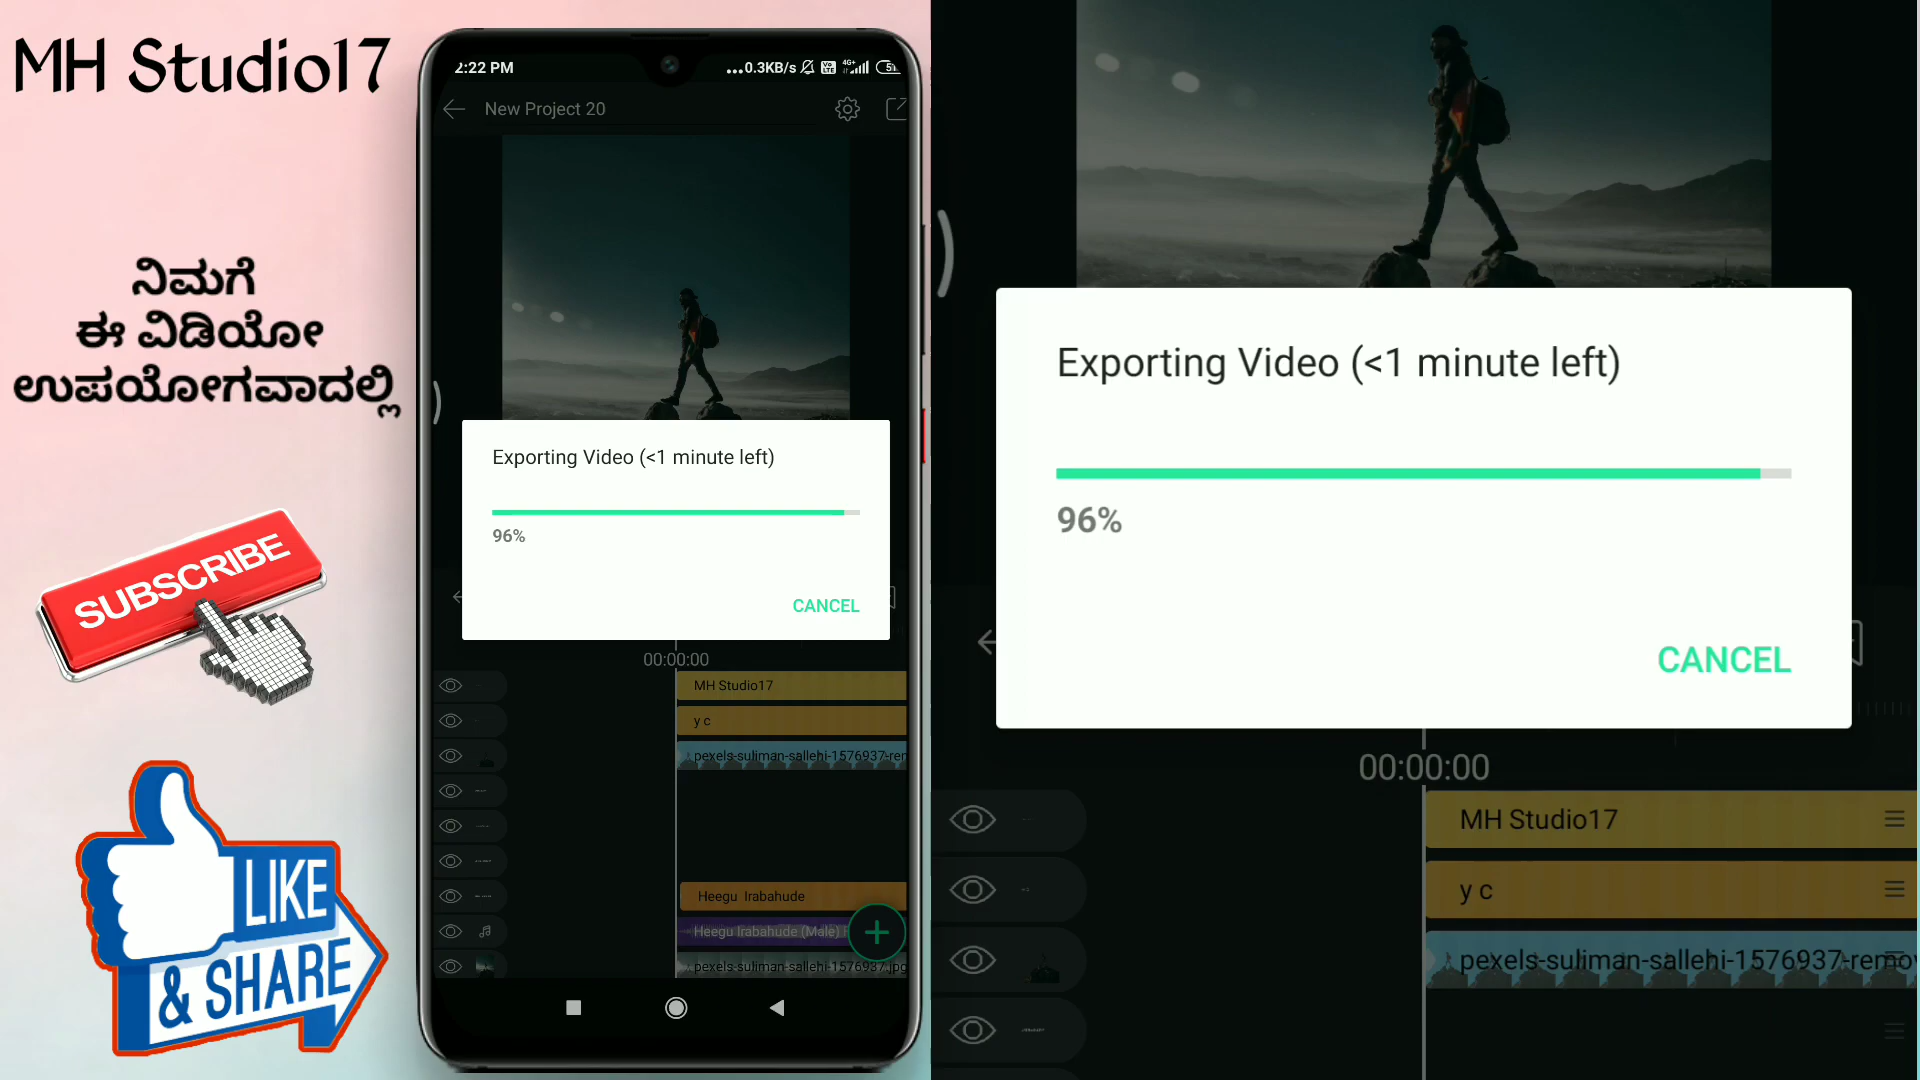 MH Studio17
ನಿಮಗೆ
ಈ ವಿಡಿಯೋ
ಉಪಯೋಗವಾದಲ್ಲಿ
SUBSCRIBE
LIKE
& SHARE
2:22 PM
...0.3KB/s
4G+
New Project 20
Exporting Video (<1 minute left)
96%
CANCEL
00:00:00
MH Studio17
y c
pexels-suliman-sallehi-1576937-rem
Heegu Irabahude
Heegu Irabahude (Male)
pexels-suliman-sallehi-1576937.jpg
Exporting Video (<1 minute left)
96%
CANCEL
00:00:00
MH Studio17
y c
pexels-suliman-sallehi-1576937-remov